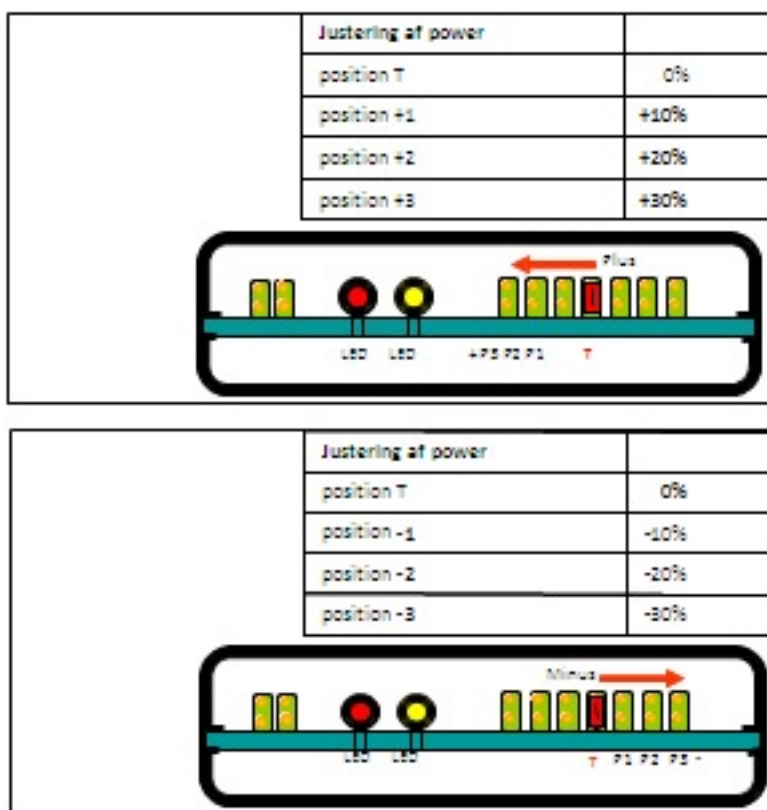 Justering af power
position T 0%
position +1 +10%
position +2 +20%
position +3 +30%
Plus
LED LED +P3 P2 P1 T
Justering af power
position T 0%
position -1 -10%
position -2 -20%
position -3 -30%
Minus
LED LED T P1 P2 P3 -